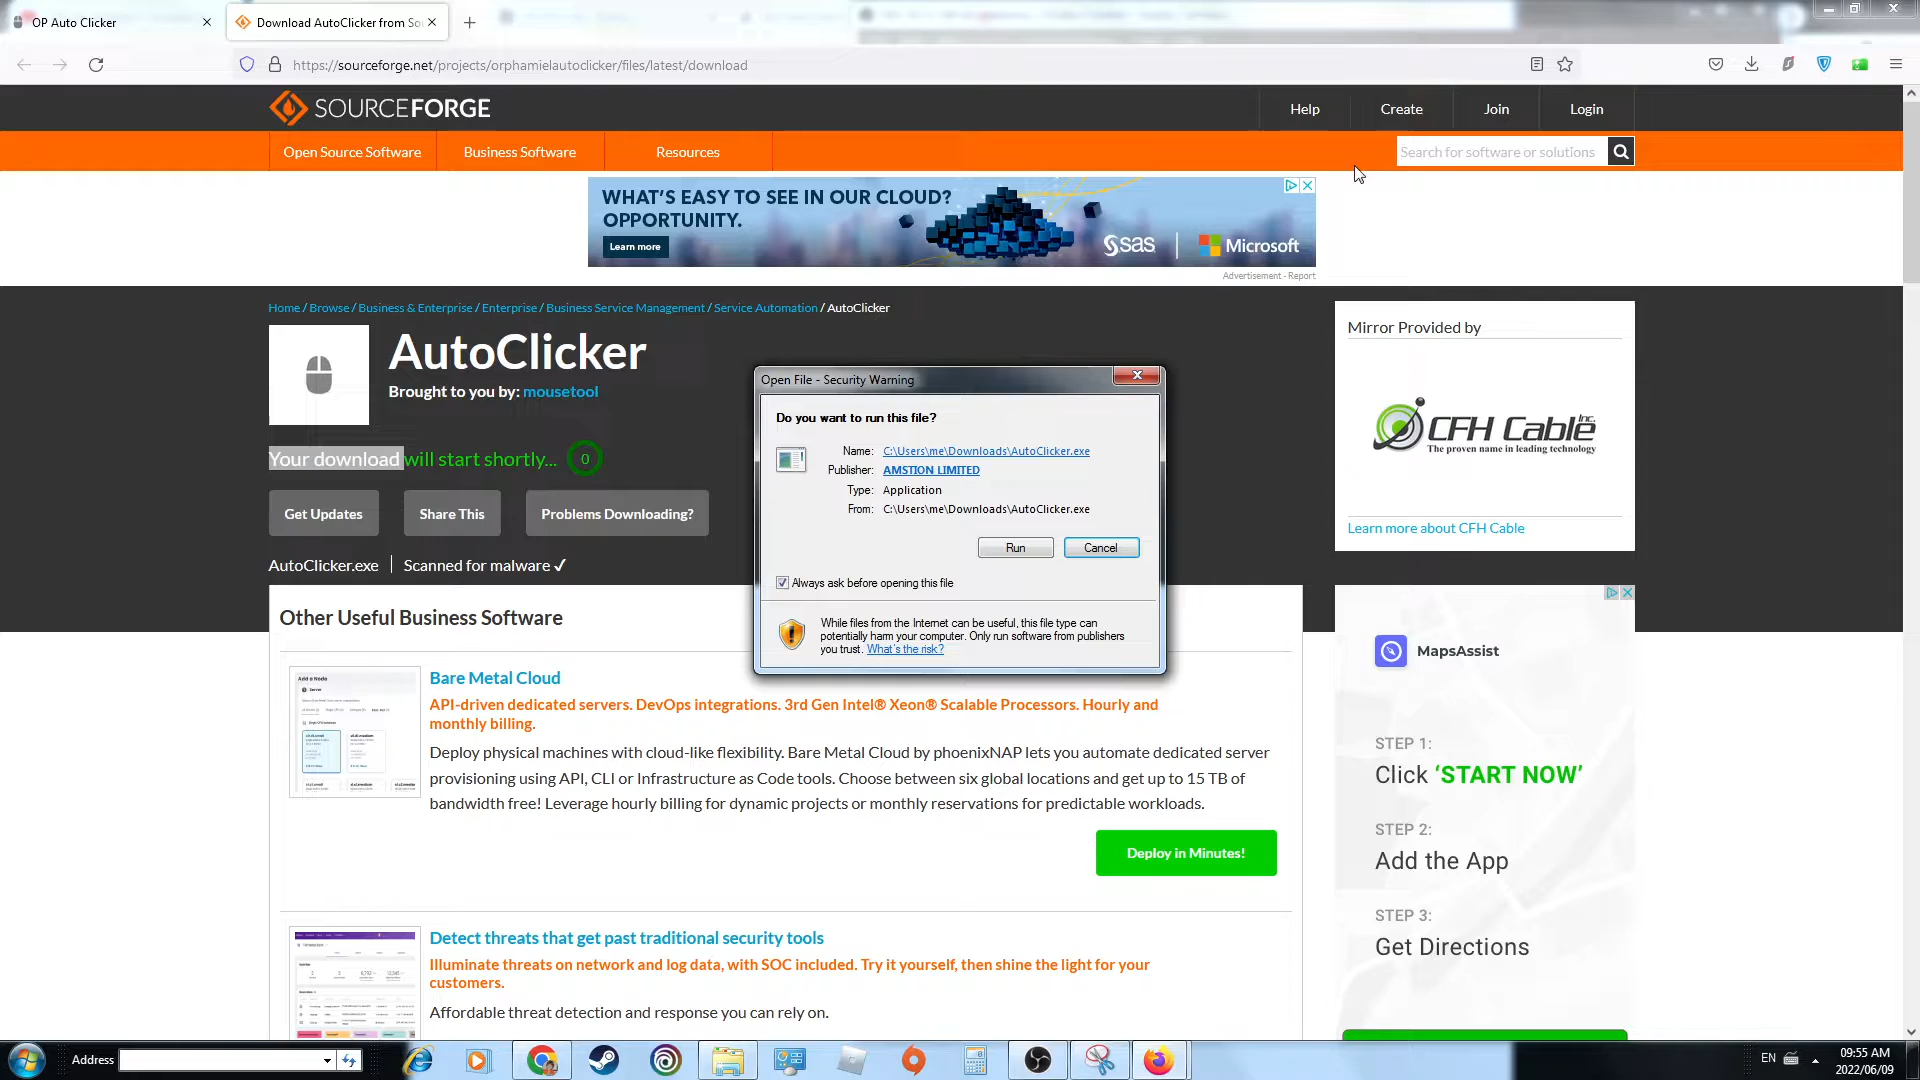 OP Auto Clicker
Download AutoClicker from So
https://sourceforge.net/projects/orphamielautoclicker/files/latest/download
SOURCEFORGE
Help
Create
Join
Login
Open Source Software
Business Software
Resources
Search for software or solutions
WHAT'S EASY TO SEE IN OUR CLOUD?
OPPORTUNITY.
Learn more
sas
Microsoft
Advertisement - Report
Home / Browse / Business & Enterprise / Enterprise / Business Service Management / Service Automation / AutoClicker
AutoClicker
Brought to you by: mousetool
Your download will start shortly... 0
Get Updates
Share This
Problems Downloading?
AutoClicker.exe
Scanned for malware ✓
Mirror Provided by
CFH Cable Inc.
The proven name in leading technology
Learn more about CFH Cable
Open File - Security Warning
Do you want to run this file?
Name: C:\Users\me\Downloads\AutoClicker.exe
Publisher: AMSTION LIMITED
Type: Application
From: C:\Users\me\Downloads\AutoClicker.exe
Run
Cancel
Always ask before opening this file
While files from the Internet can be useful, this file type can
potentially harm your computer. Only run software from publishers
you trust. What's the risk?
Other Useful Business Software
Bare Metal Cloud
API-driven dedicated servers. DevOps integrations. 3rd Gen Intel® Xeon® Scalable Processors. Hourly and
monthly billing.
Deploy physical machines with cloud-like flexibility. Bare Metal Cloud by phoenixNAP lets you automate dedicated server
provisioning using API, CLI or Infrastructure as Code tools. Choose between six global locations and get up to 15 TB of
bandwidth free! Leverage hourly billing for dynamic projects or monthly reservations for predictable workloads.
Deploy in Minutes!
Detect threats that get past traditional security tools
Illuminate threats on network and log data, with SOC included. Try it yourself, then shine the light for your
customers.
Affordable threat detection and response you can rely on.
MapsAssist
STEP 1:
Click 'START NOW'
STEP 2:
Add the App
STEP 3:
Get Directions
Address
EN
09:55 AM
2022/06/09